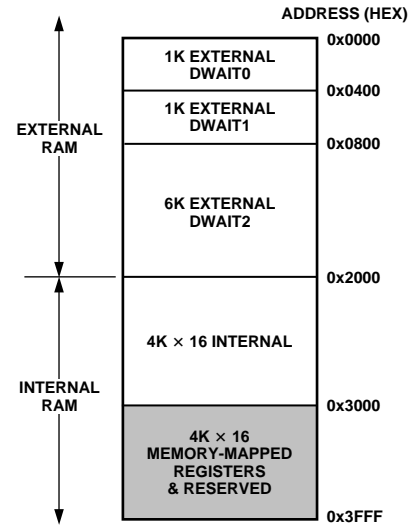 ADDRESS (HEX)
0x0000
1K EXTERNAL
DWAIT0
0x0400
1K EXTERNAL
DWAIT1
0x0800
EXTERNAL
RAM
6K EXTERNAL
DWAIT2
0x2000
4K × 16 INTERNAL
INTERNAL
RAM
0x3000
4K × 16
MEMORY-MAPPED
REGISTERS
& RESERVED
0x3FFF